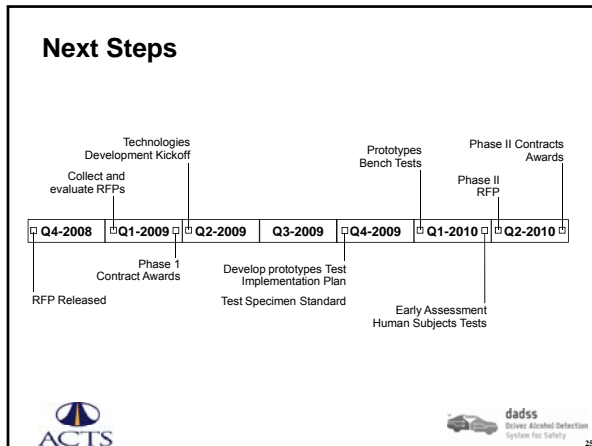 Next Steps
Technologies
Development Kickoff
Collect and
evaluate RFPs
Prototypes
Bench Tests
Phase II Contracts
Awards
Phase II
RFP
Q4-2008 Q1-2009 Q2-2009 Q3-2009 Q4-2009 Q1-2010 Q2-2010
RFP Released
Phase 1
Contract Awards
Develop prototypes Test
Implementation Plan
Test Specimen Standard
Early Assessment
Human Subjects Tests
ACTS
dadss
Driver Alcohol Detection
System for Safety
25